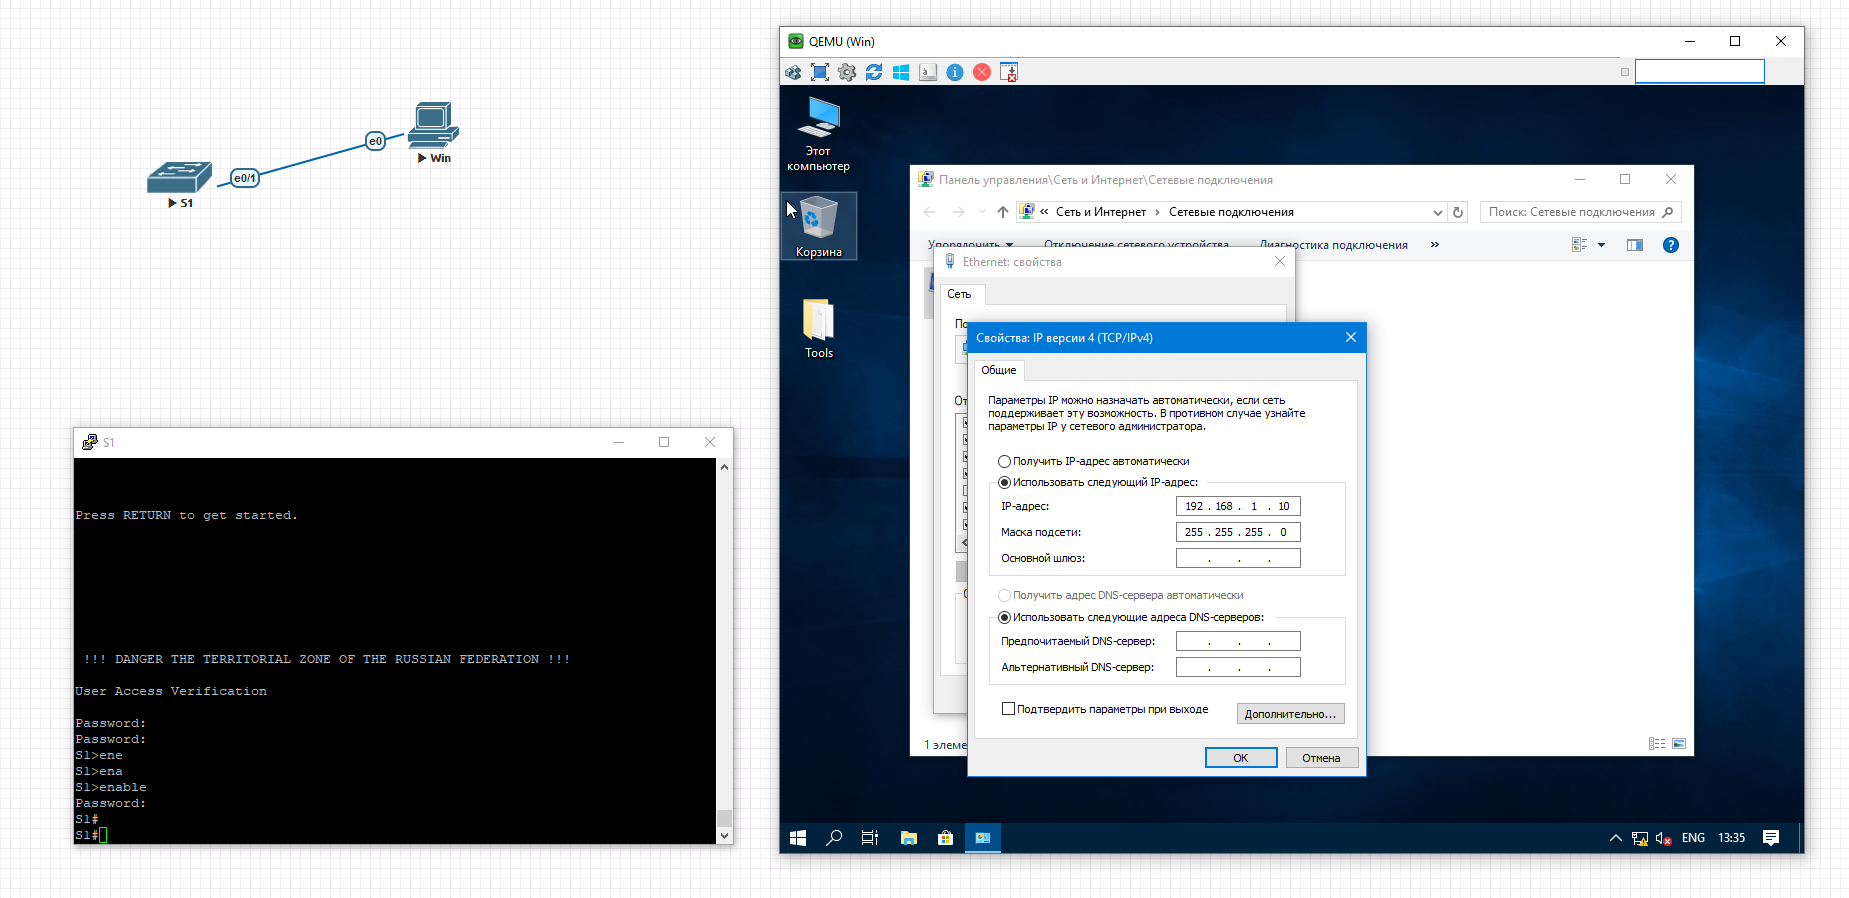 e0
Win
e0/1
S1
S1
Press RETURN to get started.
!!! DANGER THE TERRITORIAL ZONE OF THE RUSSIAN FEDERATION !!!
User Access Verification
Password:
Password:
S1>ene
S1>ena
S1>enable
Password:
S1#
S1#
QEMU (Win)
Этот
компьютер
Корзина
Tools
Панель управления\Сеть и Интернет\Сетевые подключения
« Сеть и Интернет › Сетевые подключения
Поиск: Сетевые подключения
Упорядочить
Отключение сетевого устройства
Диагностика подключения
»
Ethernet: свойства
Сеть
Свойства: IP версии 4 (TCP/IPv4)
Общие
Параметры IP можно назначать автоматически, если сеть
поддерживает эту возможность. В противном случае узнайте
параметры IP у сетевого администратора.
Получить IP-адрес автоматически
Использовать следующий IP-адрес:
IP-адрес: 192 . 168 . 1 . 10
Маска подсети: 255 . 255 . 255 . 0
Основной шлюз: . . .
Получить адрес DNS-сервера автоматически
Использовать следующие адреса DNS-серверов:
Предпочитаемый DNS-сервер: . . .
Альтернативный DNS-сервер: . . .
Подтвердить параметры при выходе
Дополнительно...
ОК
Отмена
ENG
13:35